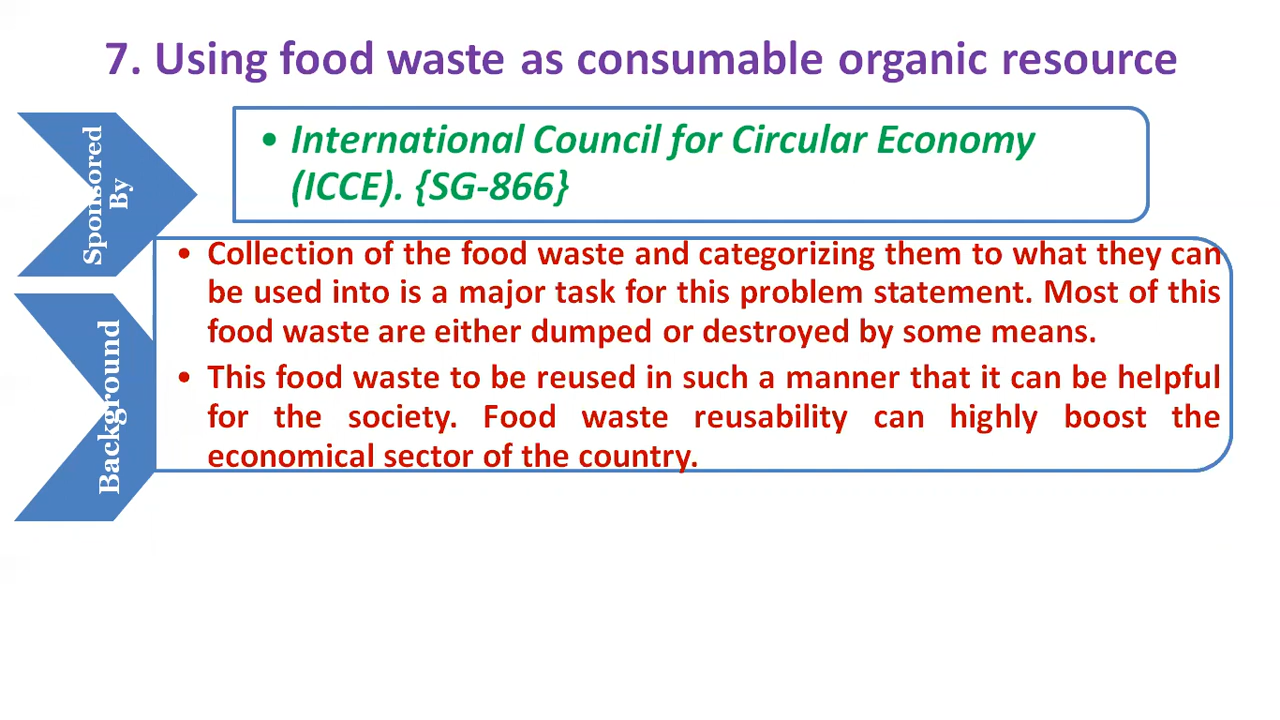 7. Using food waste as consumable organic resource
Sponsored
By
• International Council for Circular Economy
(ICCE). {SG-866}
Background
• Collection of the food waste and categorizing them to what they can
be used into is a major task for this problem statement. Most of this
food waste are either dumped or destroyed by some means.
• This food waste to be reused in such a manner that it can be helpful
for the society. Food waste reusability can highly boost the
economical sector of the country.